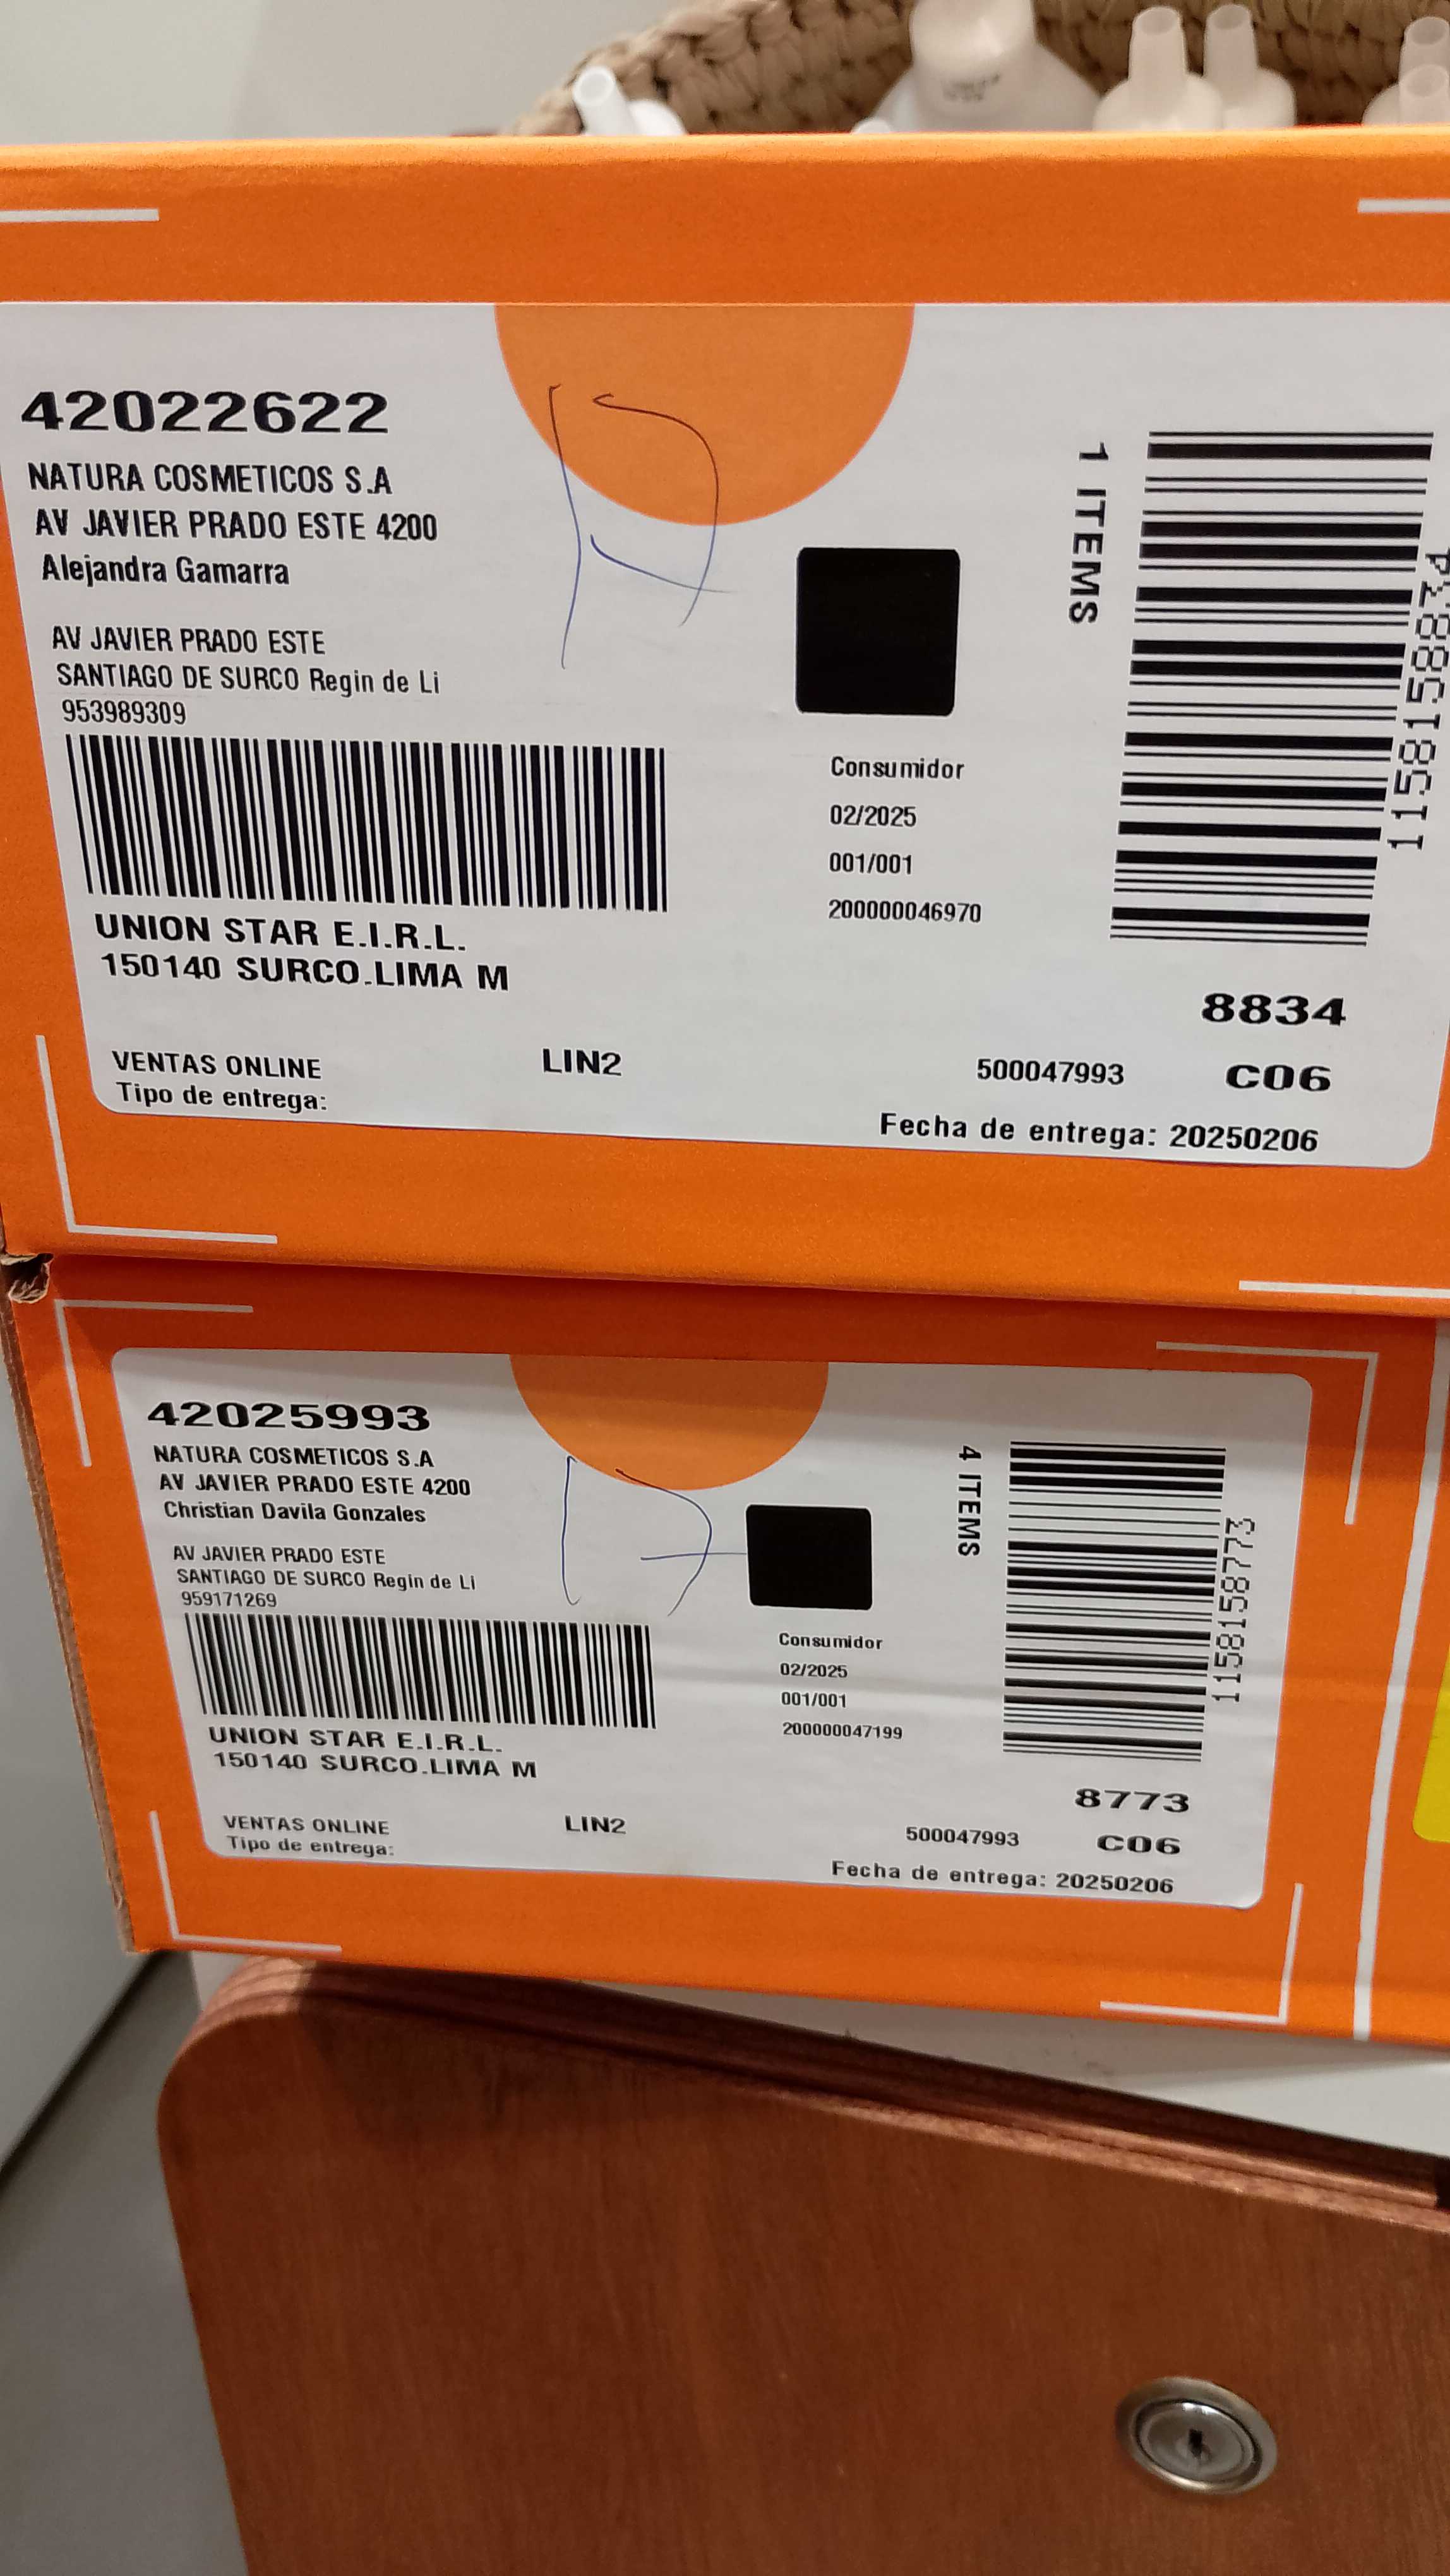 42022622
NATURA COSMETICOS S.A
AV JAVIER PRADO ESTE 4200
Alejandra Gamarra
AV JAVIER PRADO ESTE
SANTIAGO DE SURCO Regin de Li
953989309
UNION STAR E.I.R.L.
150140 SURCO.LIMA M
VENTAS ONLINE
Tipo de entrega:
LIN2
Consumidor
02/2025
001/001
200000046970
1 ITEMS
1158158834
8834
500047993 C06
Fecha de entrega: 20250206
42025993
NATURA COSMETICOS S.A
AV JAVIER PRADO ESTE 4200
Christian Davila Gonzales
AV JAVIER PRADO ESTE
SANTIAGO DE SURCO Regin de Li
959171269
UNION STAR E.I.R.L.
150140 SURCO.LIMA M
VENTAS ONLINE
Tipo de entrega:
LIN2
Consumidor
02/2025
001/001
200000047199
4 ITEMS
1158158773
8773
500047993 C06
Fecha de entrega: 20250206